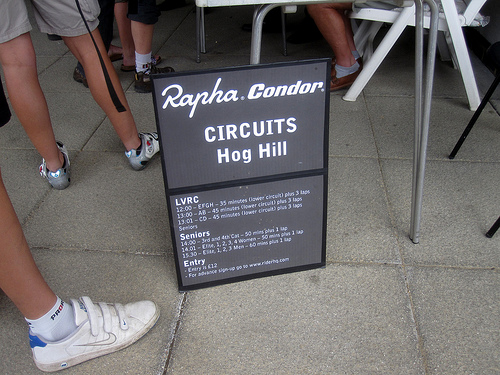 Rapha. Condor.
CIRCUITS
Hog Hill
LVRC
12:00 - EFGH - 35 minutes (lower circuit) plus 3 laps
13:00 - AB - 45 minutes (lower circuit) plus 3 laps
13:01 - CD - 45 minutes (lower circuit) plus 3 laps
Seniors
Seniors
14:00 - 3rd and 4th Cat - 50 mins plus 1 lap
14:01 - Elite, 1, 2, 3, 4 Women - 50 mins plus 1 lap
15:30 - Elite, 1, 2, 3 Men - 60 mins plus 1 lap
Entry
- Entry is £12
- For advance sign-up go to www.riderhq.com